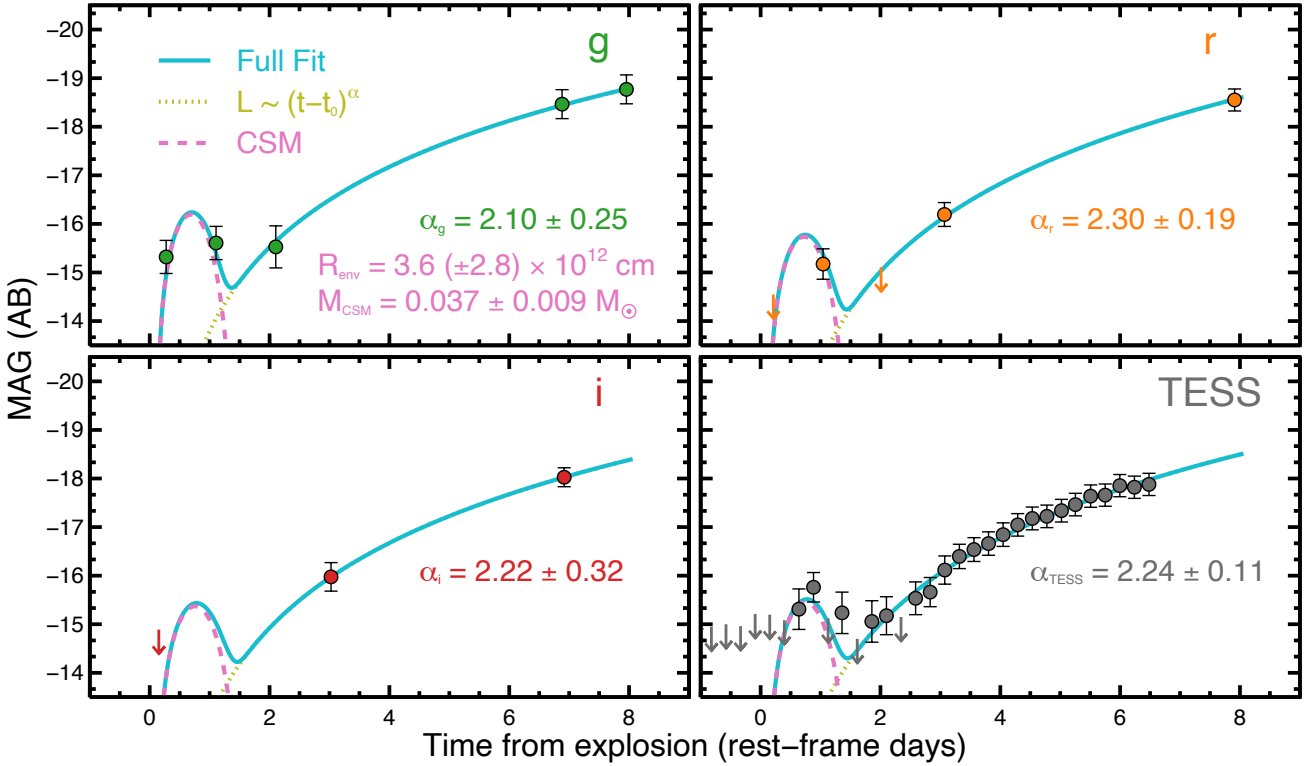 g
Full Fit
L ~ (t−t₀)^α
CSM
α_g = 2.10 ± 0.25
R_env = 3.6 (±2.8) × 10¹² cm
M_CSM = 0.037 ± 0.009 M_☉
−20
−19
−18
−17
−16
−15
−14
r
α_r = 2.30 ± 0.19
MAG (AB)
i
α_i = 2.22 ± 0.32
−20
−19
−18
−17
−16
−15
−14
0 2 4 6 8
TESS
α_TESS = 2.24 ± 0.11
0 2 4 6 8
Time from explosion (rest−frame days)